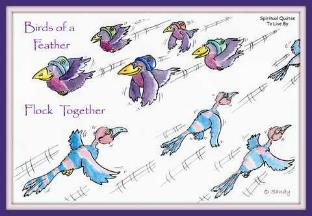 Birds of a
Feather
Spiritual Quotes
To Live By
Flock Together
© Sandy